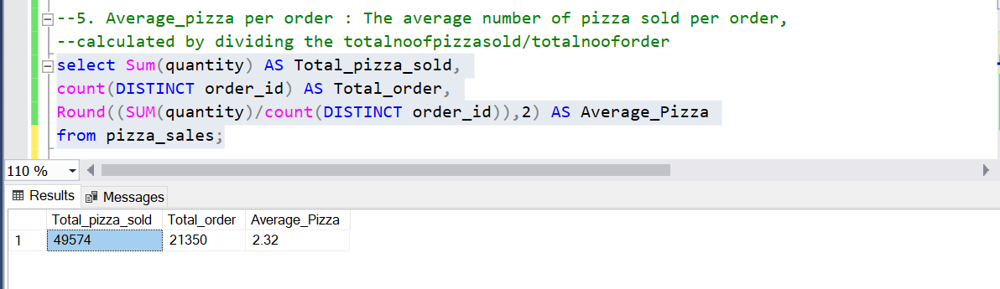 --5. Average_pizza per order : The average number of pizza sold per order,
--calculated by dividing the totalnoofpizzasold/totalnooforder
select Sum(quantity) AS Total_pizza_sold,
count(DISTINCT order_id) AS Total_order,
Round((SUM(quantity)/count(DISTINCT order_id)),2) AS Average_Pizza
from pizza_sales;
110 %
Results Messages
Total_pizza_sold Total_order Average_Pizza
1 49574 21350 2.32